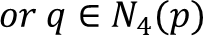 or q ∈ N₄(p)